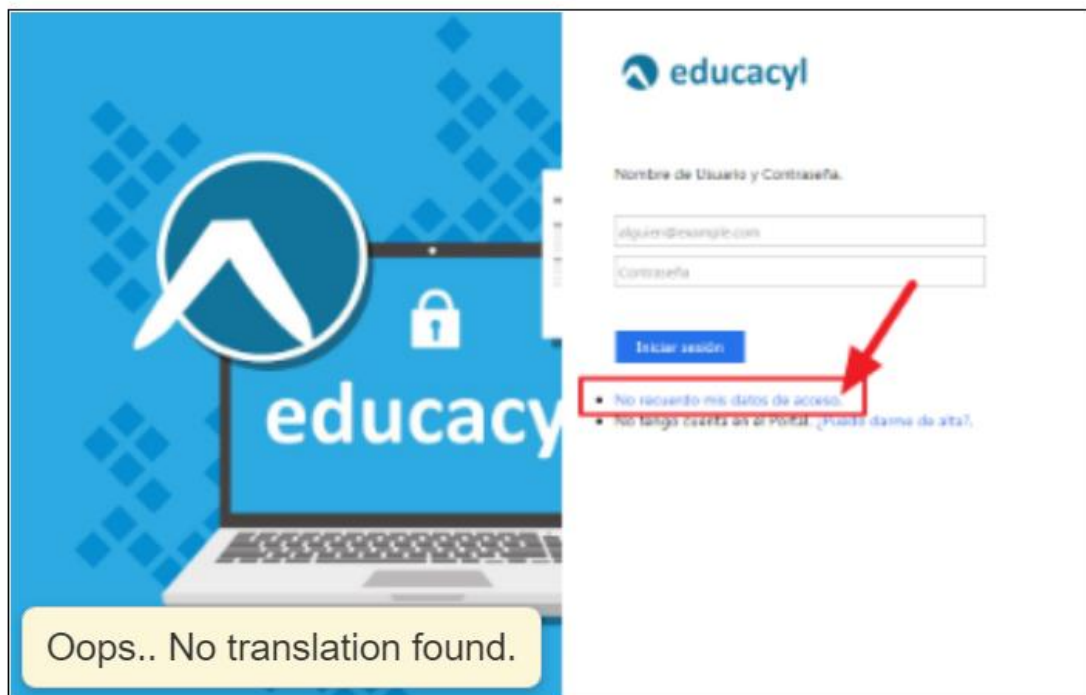 educacyl
Nombre de Usuario y Contraseña.
alguien@example.com
Contraseña
Iniciar sesión
No recuerdo mis datos de acceso.
No tengo cuenta en el Portal. ¿Puedo darme de alta?.
educacy
Oops.. No translation found.